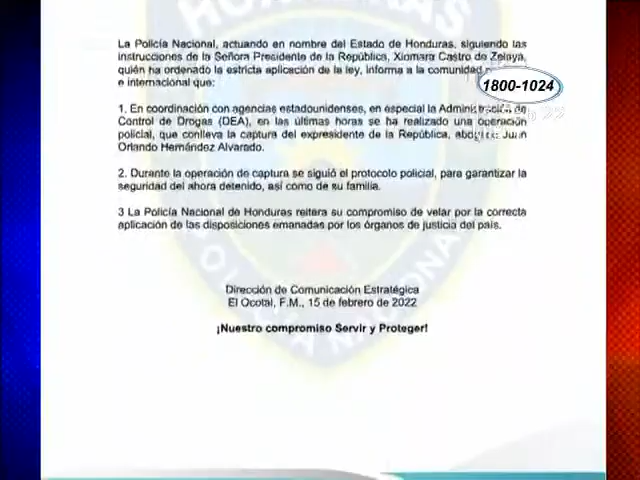 HONDURAS
La Policía Nacional, actuando en nombre del Estado de Honduras, siguiendo las
instrucciones de la Señora Presidente de la República, Xiomara Castro de Zelaya,
quién ha ordenado la estricta aplicación de la ley, informa a la comunidad
e internacional que:
1800-1024
1. En coordinación con agencias estadounidenses, en especial la Administración de
Control de Drogas (DEA), en las últimas horas se ha realizado una operación
policial, que conlleva la captura del expresidente de la República, abogado Juan
Orlando Hernández Alvarado.
2. Durante la operación de captura se siguió el protocolo policial, para garantizar la
seguridad del ahora detenido, así como de su familia.
3 La Policía Nacional de Honduras reitera su compromiso de velar por la correcta
aplicación de las disposiciones emanadas por los órganos de justicia del país.
POLICIA NACIONAL
Dirección de Comunicación Estratégica
El Ocotal, F.M., 15 de febrero de 2022
¡Nuestro compromiso Servir y Proteger!